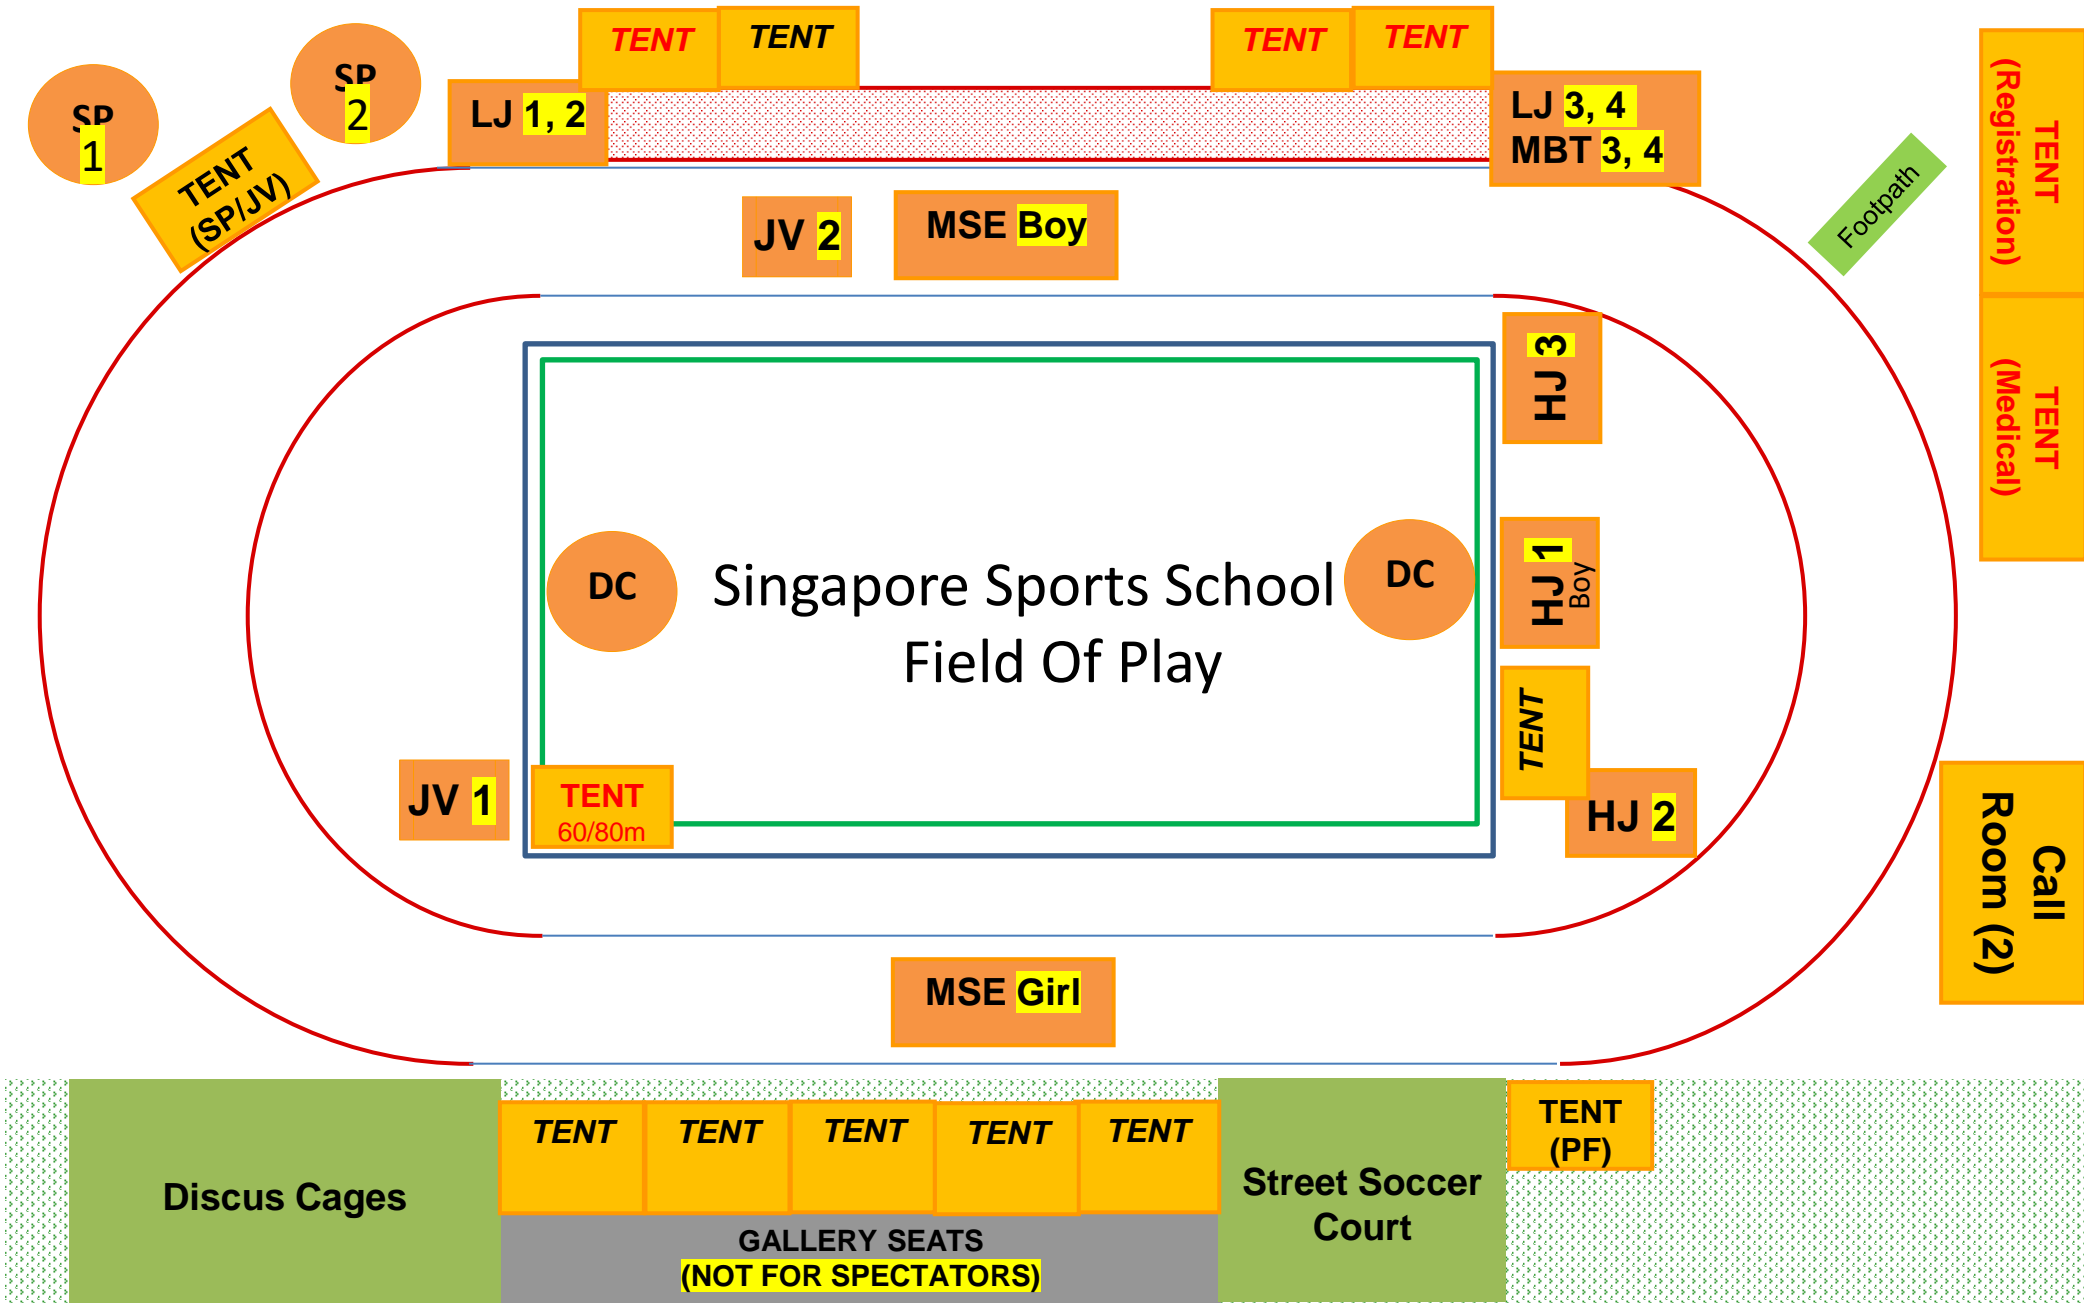 TENT
TENT
TENT
TENT
SP
1
SP
2
LJ 1, 2
LJ 3, 4
MBT 3, 4
TENT
(SP/JV)
Footpath
TENT
(Registration)
JV 2
MSE Boy
HJ 3
TENT
(Medical)
DC
Singapore Sports School
Field Of Play
DC
HJ 1
Boy
TENT
JV 1
TENT
60/80m
HJ 2
Call
Room (2)
MSE Girl
TENT
TENT
TENT
TENT
TENT
TENT
(PF)
Discus Cages
Street Soccer
Court
GALLERY SEATS
(NOT FOR SPECTATORS)